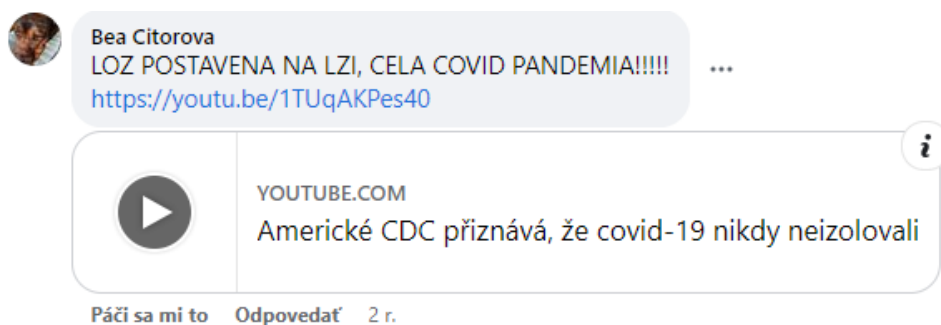 Bea Citorova
LOZ POSTAVENA NA LZI, CELA COVID PANDEMIA!!!!!
https://youtu.be/1TUqAKPes40
YOUTUBE.COM
Americké CDC přiznává, že covid-19 nikdy neizolovali
Páči sa mi to Odpovedať 2 r.